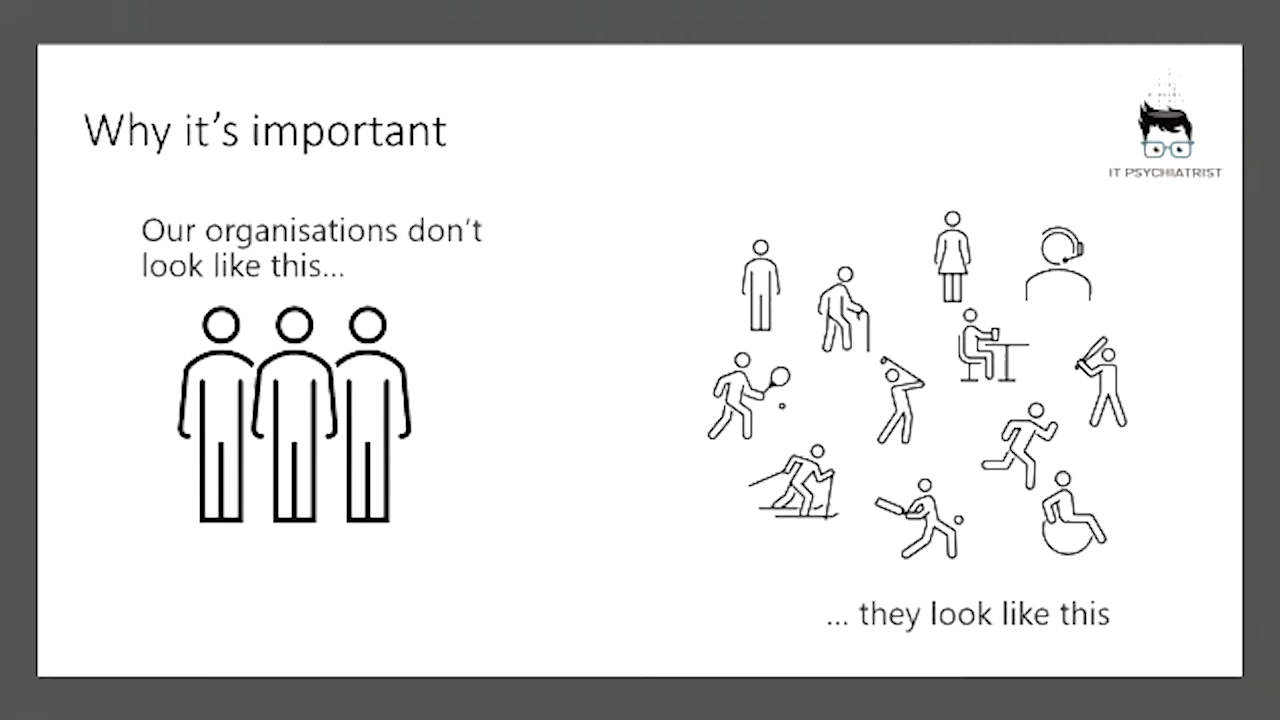 Why it's important
IT PSYCHIATRIST
Our organisations don't
look like this...
... they look like this